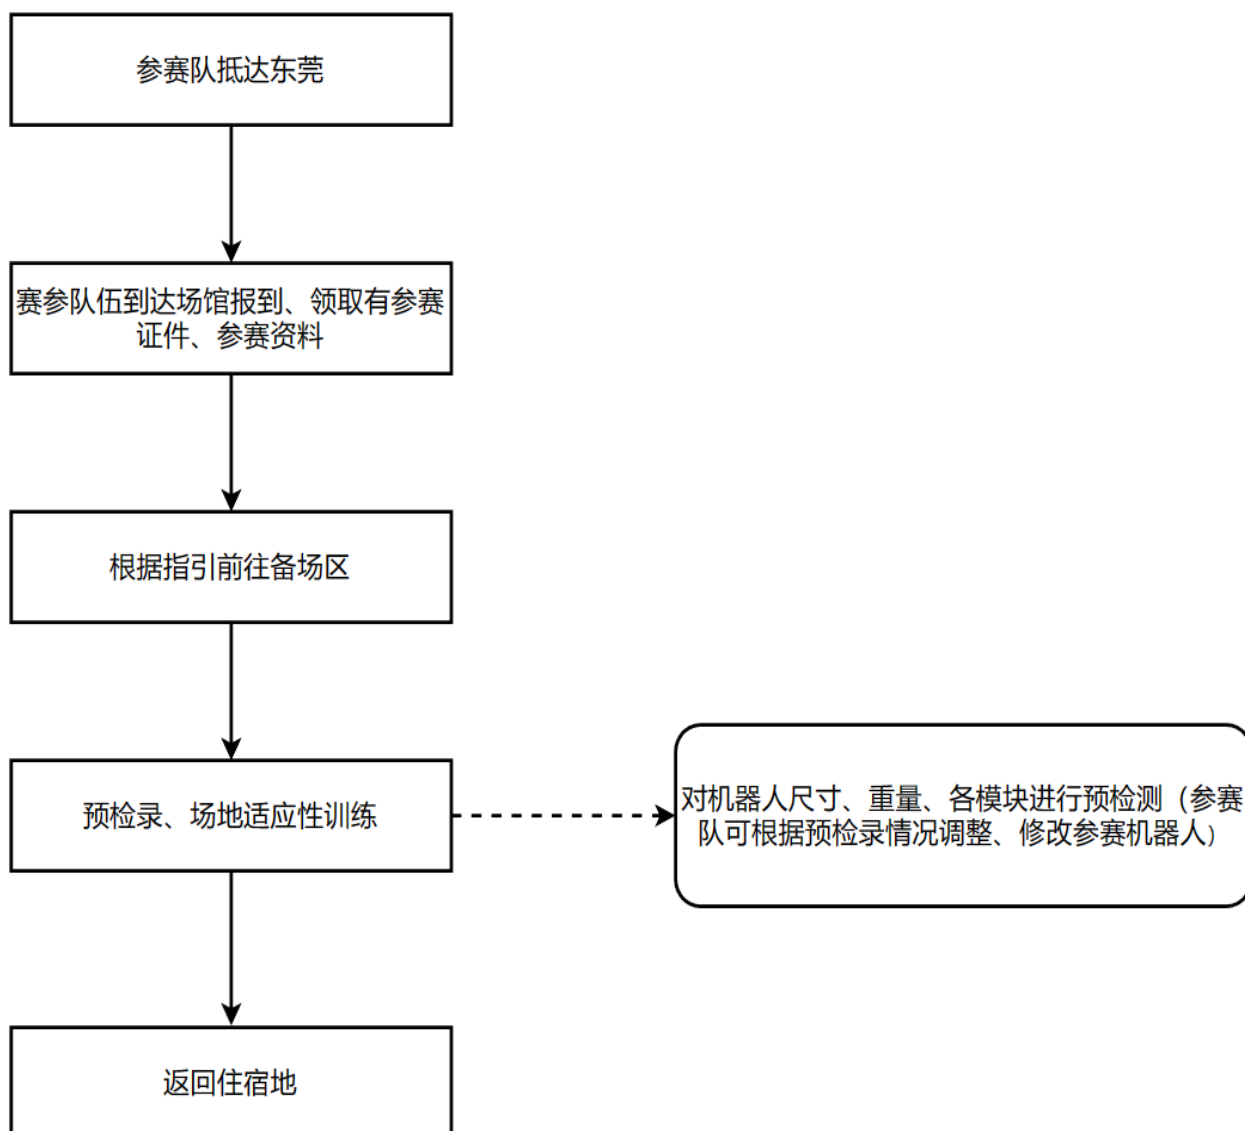 参赛队抵达东莞
赛参队伍到达场馆报到、领取有参赛
证件、参赛资料
根据指引前往备场区
预检录、场地适应性训练
对机器人尺寸、重量、各模块进行预检测（参赛
队可根据预检录情况调整、修改参赛机器人）
返回住宿地